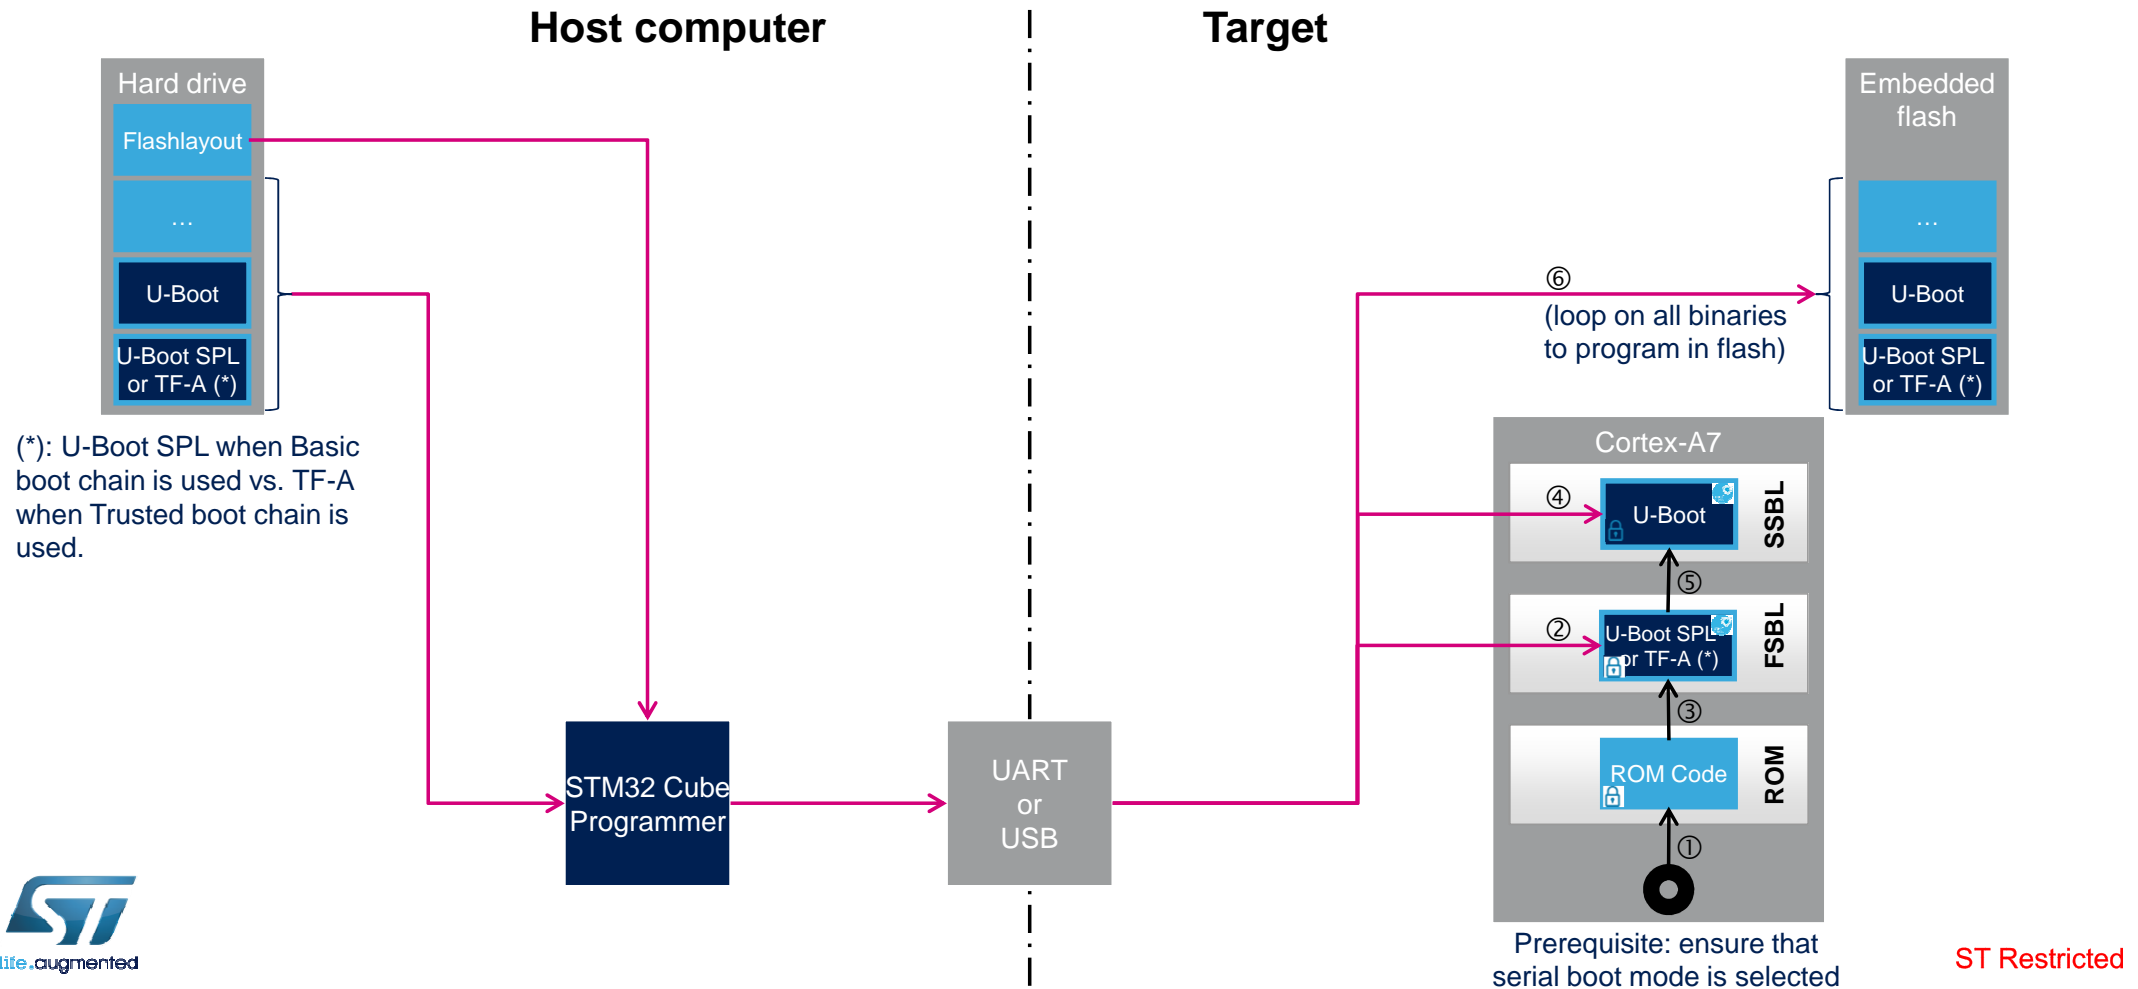 Host computer
Target
Hard drive
Flashlayout
...
U-Boot
U-Boot SPL
or TF-A (*)
(*): U-Boot SPL when Basic
boot chain is used vs. TF-A
when Trusted boot chain is
used.
STM32 Cube
Programmer
UART
or
USB
⑥
(loop on all binaries
to program in flash)
Embedded
flash
...
U-Boot
U-Boot SPL
or TF-A (*)
Cortex-A7
④
U-Boot
SSBL
⑤
②
U-Boot SPL
or TF-A (*)
FSBL
③
ROM Code
ROM
①
Prerequisite: ensure that
serial boot mode is selected
ST
life.augmented
ST Restricted